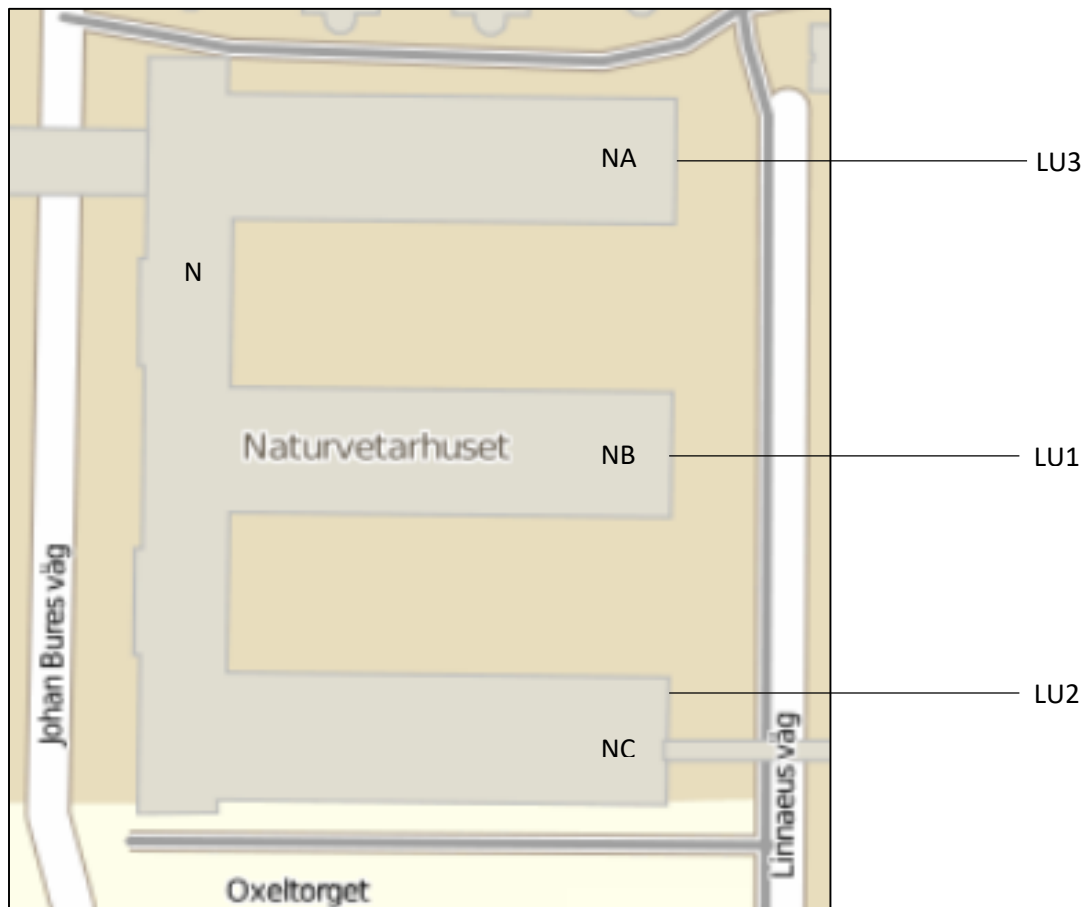 NA
LU3
N
Naturvetarhuset
NB
LU1
Johan Bures väg
LU2
NC
Linnaeus väg
Oxeltorget